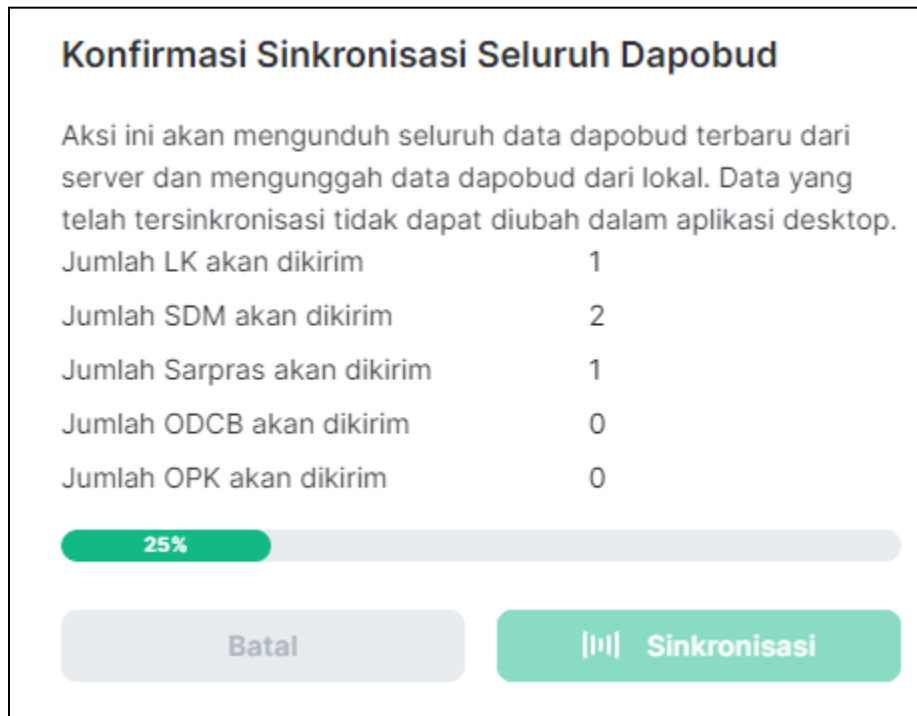 Konfirmasi Sinkronisasi Seluruh Dapobud
Aksi ini akan mengunduh seluruh data dapobud terbaru dari
server dan mengunggah data dapobud dari lokal. Data yang
telah tersinkronisasi tidak dapat diubah dalam aplikasi desktop.
Jumlah LK akan dikirim 1
Jumlah SDM akan dikirim 2
Jumlah Sarpras akan dikirim 1
Jumlah ODCB akan dikirim 0
Jumlah OPK akan dikirim 0
25%
Batal Sinkronisasi